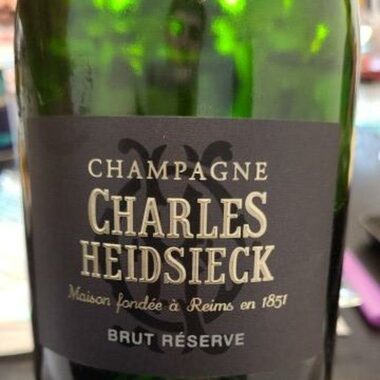 CHAMPAGNE
CHARLES
HEIDSIECK
Maison fondée à Reims en 1851
BRUT RÉSERVE